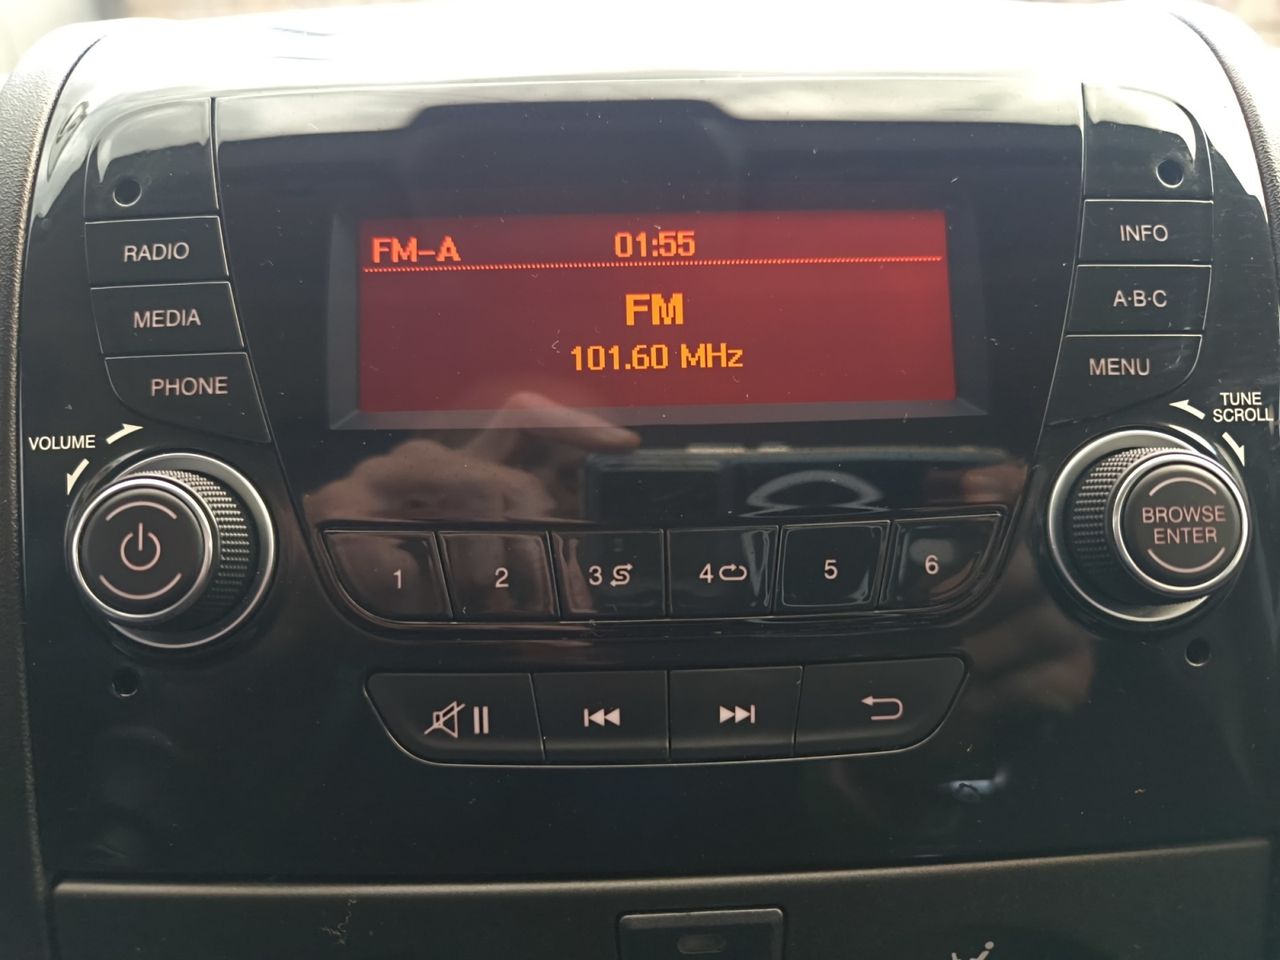 FM-A 01:55
FM
101.60 MHz
RADIO
MEDIA
PHONE
VOLUME
INFO
A·B·C
MENU
TUNE
SCROLL
BROWSE
ENTER
1 2 3 4 5 6